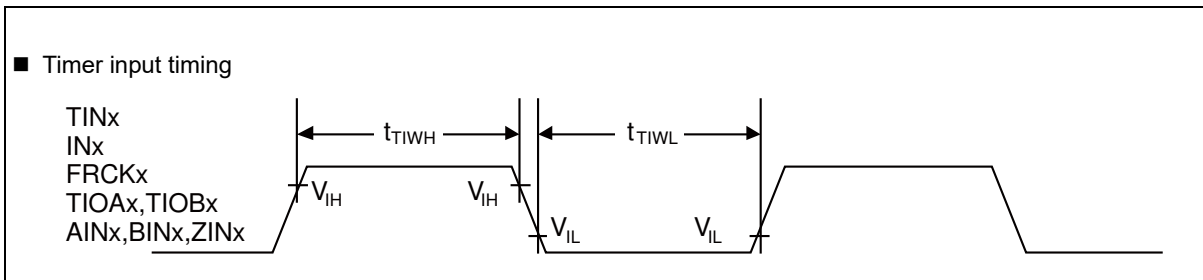 ■ Timer input timing
TINx
INx
FRCKx
TIOAx,TIOBx
AINx,BINx,ZINx
tTIWH
tTIWL
VIH
VIH
VIL
VIL